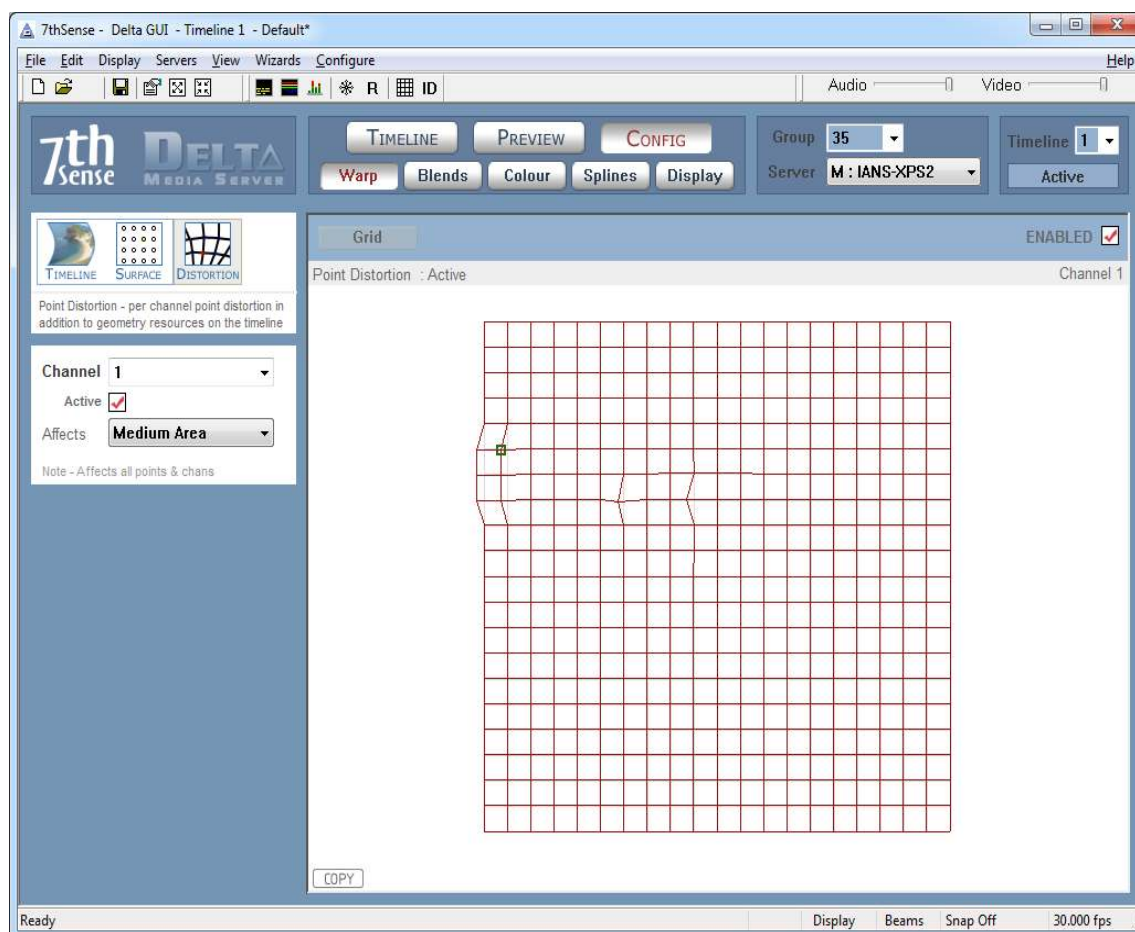 7thSense - Delta GUI - Timeline 1 - Default*
File Edit Display Servers View Wizards Configure Help
R ID Audio Video
7th Sense DELTA MEDIA SERVER
TIMELINE PREVIEW CONFIG
Warp Blends Colour Splines Display
Group 35
Server M : IANS-XPS2
Timeline 1
Active
TIMELINE SURFACE DISTORTION
Point Distortion - per channel point distortion in
addition to geometry resources on the timeline
Channel 1
Active
Affects Medium Area
Note - Affects all points & chans
Grid ENABLED
Point Distortion : Active Channel 1
COPY
Ready Display Beams Snap Off 30.000 fps